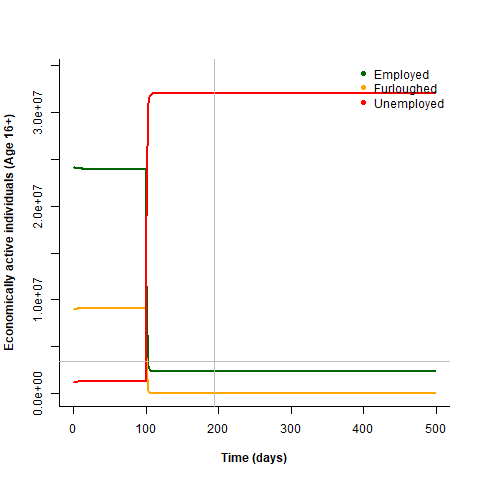 Employed
Furloughed
Unemployed
Economically active individuals (Age 16+)
3.0e+07
2.0e+07
1.0e+07
0.0e+00
0 100 200 300 400 500
Time (days)